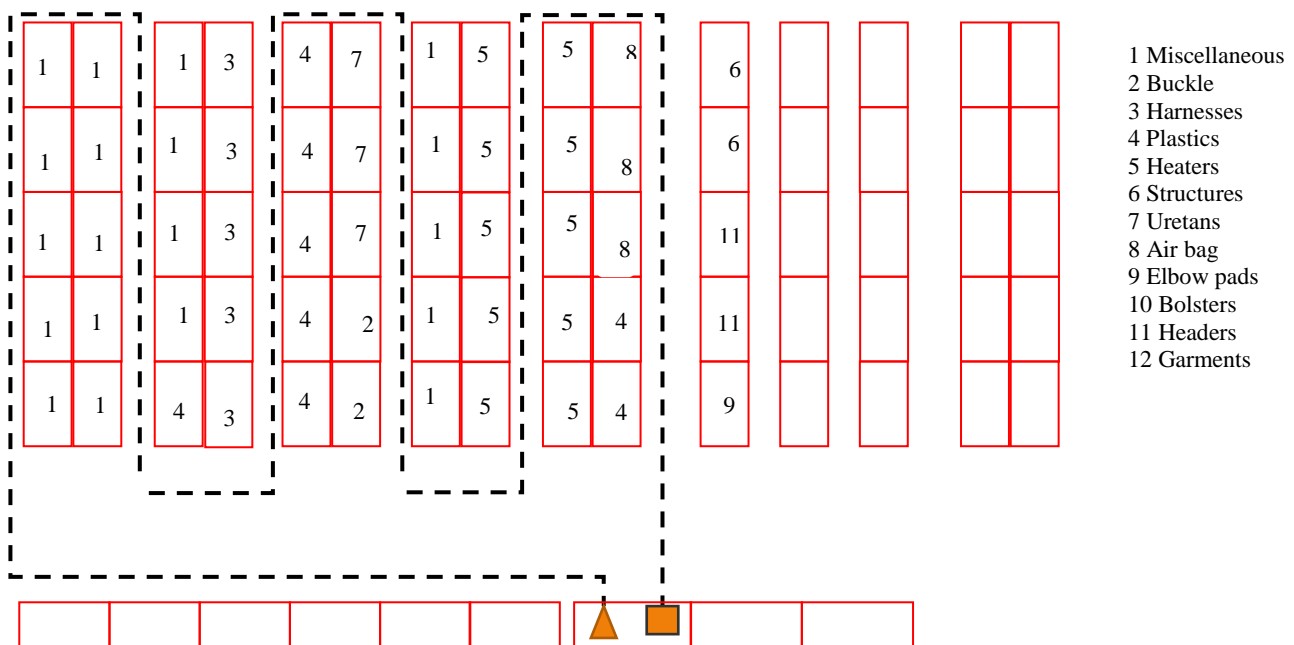 1 1 1 3 4 7 1 5 5 8 6
1 1 1 3 4 7 1 5 5 8 6
1 1 1 3 4 7 1 5 5 8 11
1 1 1 3 4 2 1 5 5 4 11
1 1 4 3 4 2 1 5 5 4 9
1 Miscellaneous
2 Buckle
3 Harnesses
4 Plastics
5 Heaters
6 Structures
7 Uretans
8 Air bag
9 Elbow pads
10 Bolsters
11 Headers
12 Garments